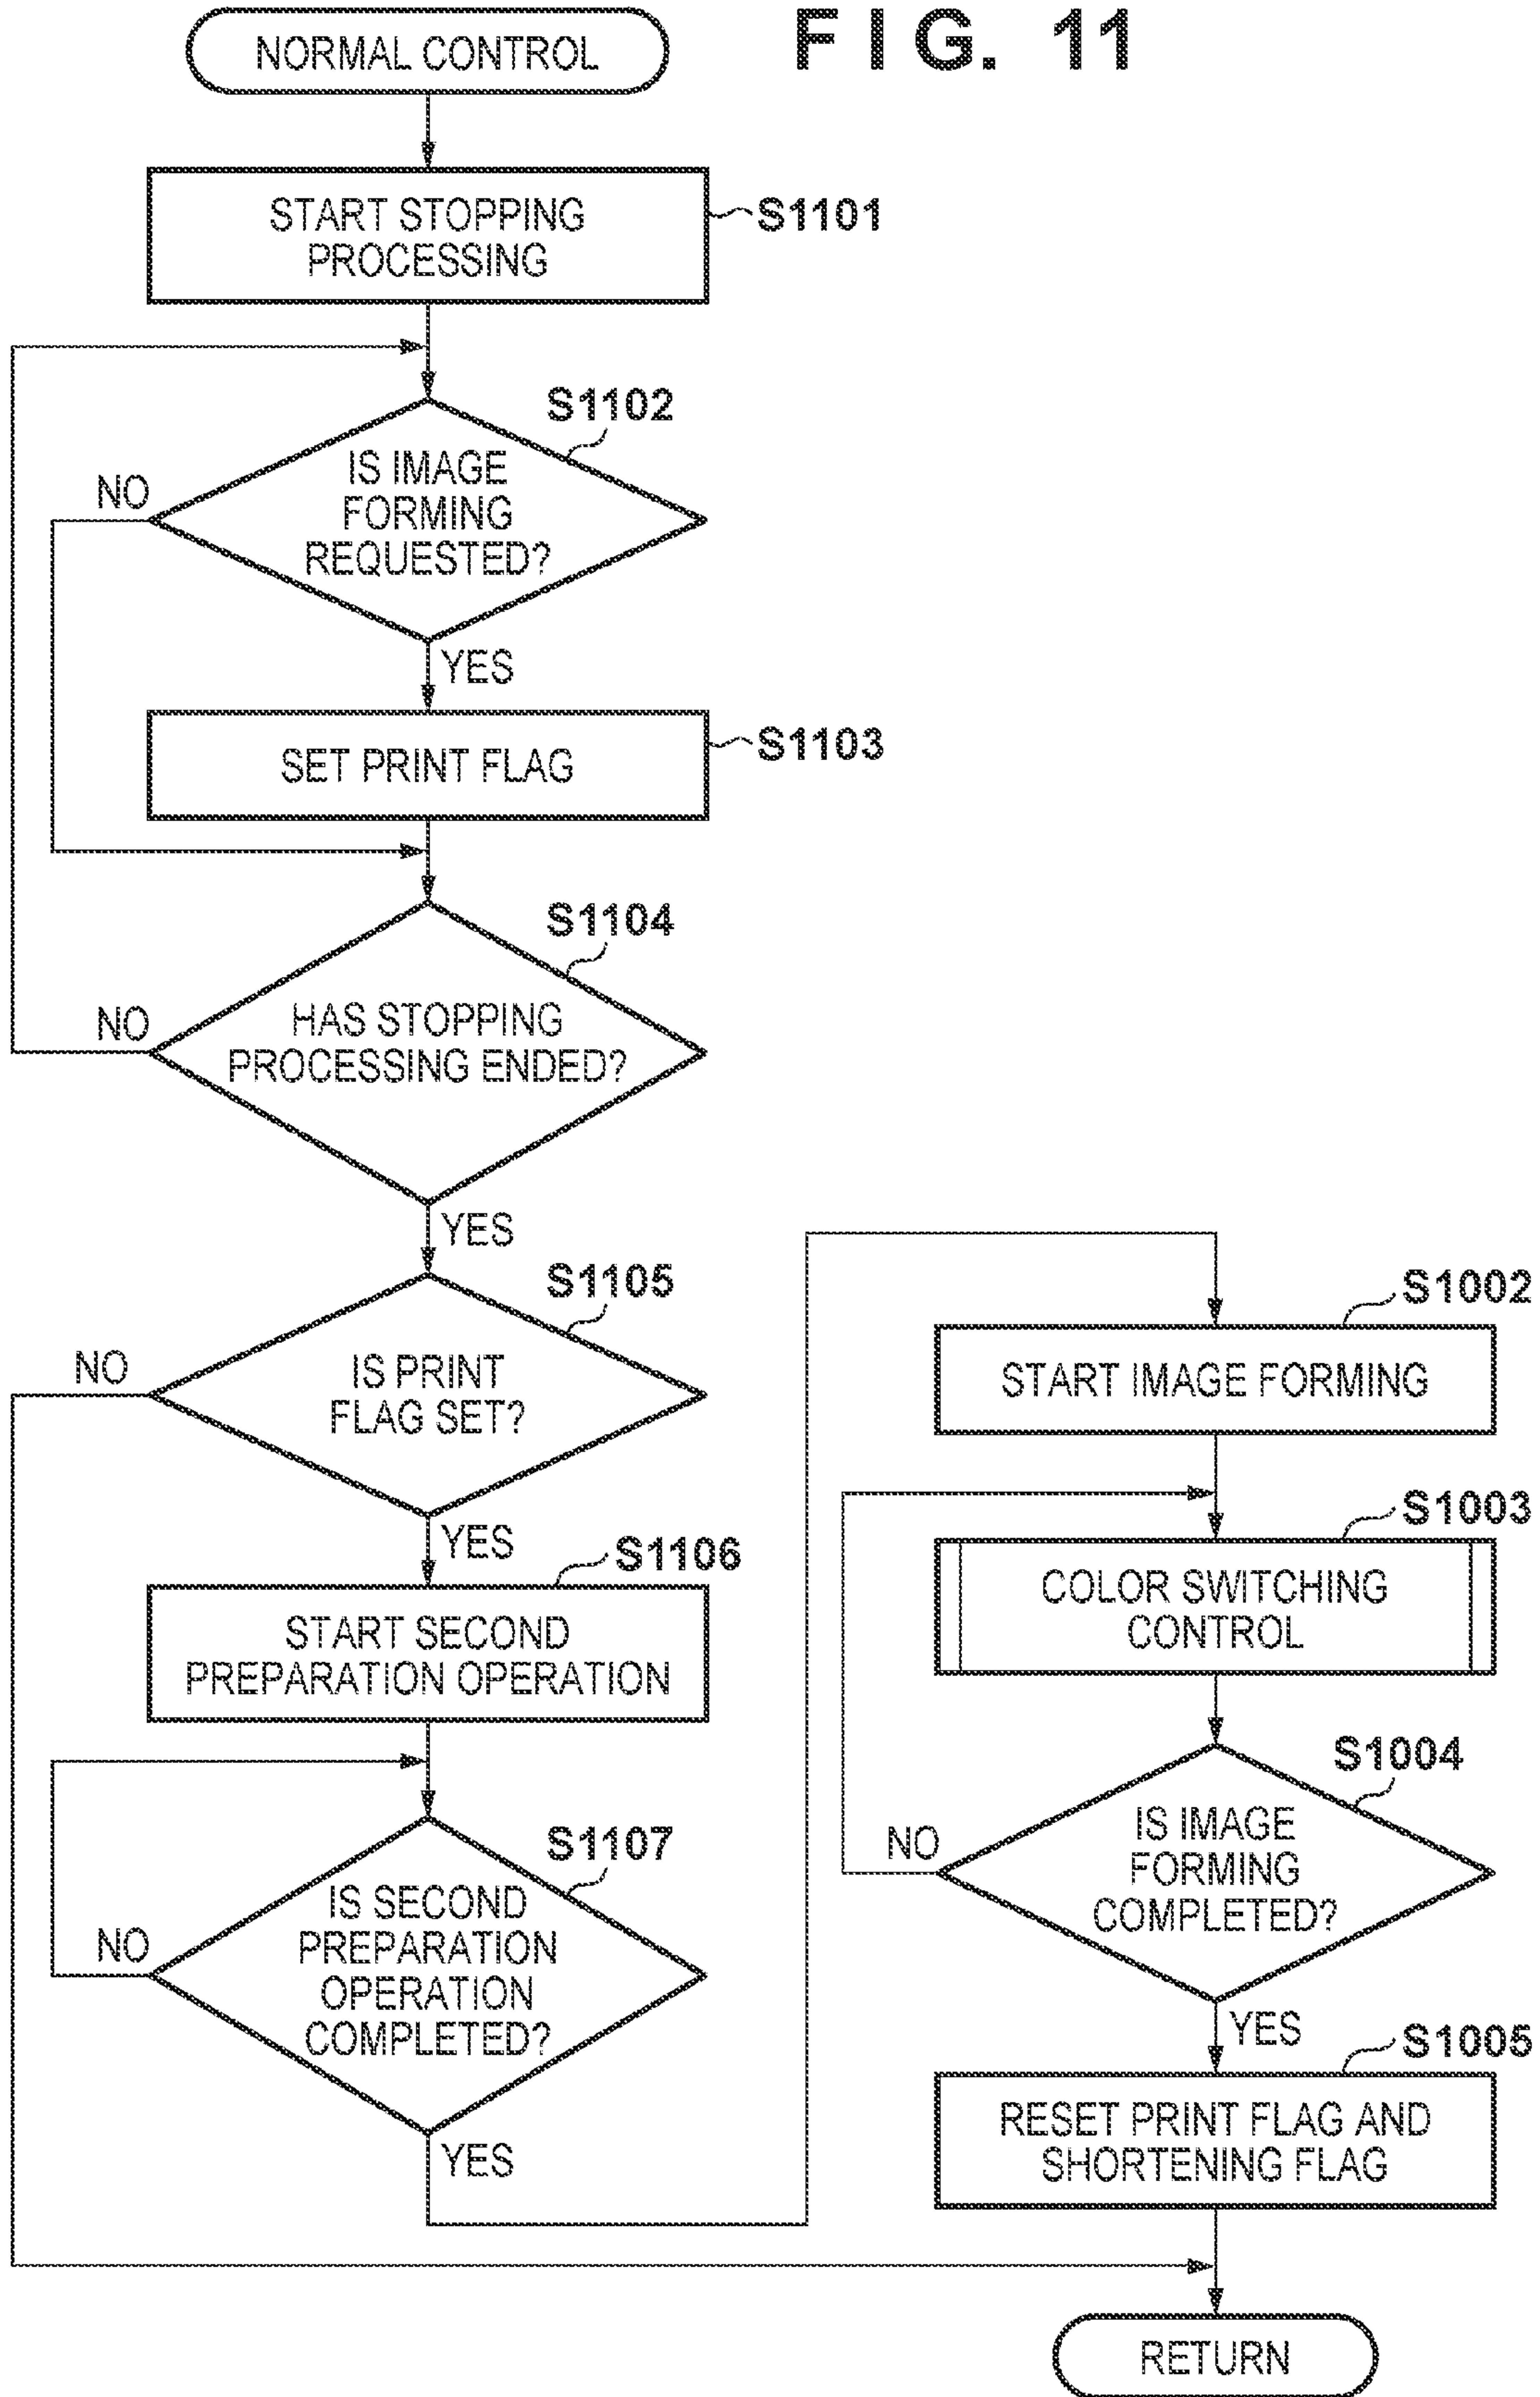 FIG. 11
NORMAL CONTROL
START STOPPING
PROCESSING
S1101
S1102
IS IMAGE
FORMING
REQUESTED?
NO
YES
SET PRINT FLAG
S1103
S1104
HAS STOPPING
PROCESSING ENDED?
NO
YES
S1105
IS PRINT
FLAG SET?
NO
YES
S1106
START SECOND
PREPARATION OPERATION
S1107
IS SECOND
PREPARATION
OPERATION
COMPLETED?
NO
YES
S1002
START IMAGE FORMING
S1003
COLOR SWITCHING
CONTROL
S1004
IS IMAGE
FORMING
COMPLETED?
NO
YES
S1005
RESET PRINT FLAG AND
SHORTENING FLAG
RETURN